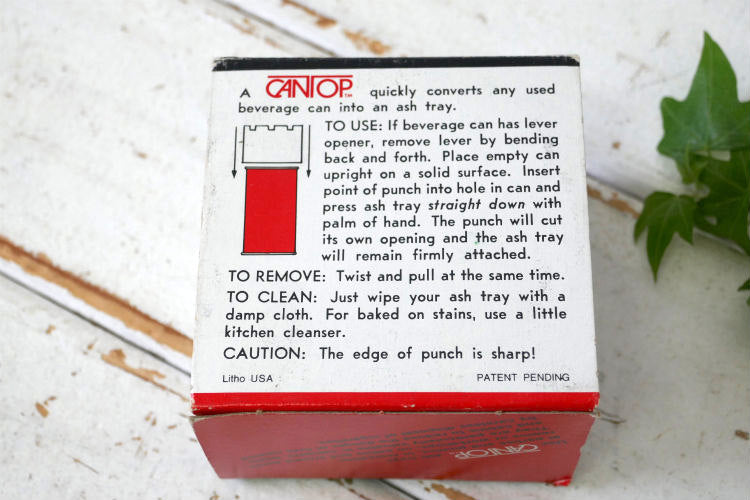 A CANTOP™ quickly converts any used
beverage can into an ash tray.
TO USE: If beverage can has lever
opener, remove lever by bending
back and forth. Place empty can
upright on a solid surface. Insert
point of punch into hole in can and
press ash tray straight down with
palm of hand. The punch will cut
its own opening and the ash tray
will remain firmly attached.
TO REMOVE: Twist and pull at the same time.
TO CLEAN: Just wipe your ash tray with a
damp cloth. For baked on stains, use a little
kitchen cleanser.
CAUTION: The edge of punch is sharp!
Litho USA
PATENT PENDING
CANTOP